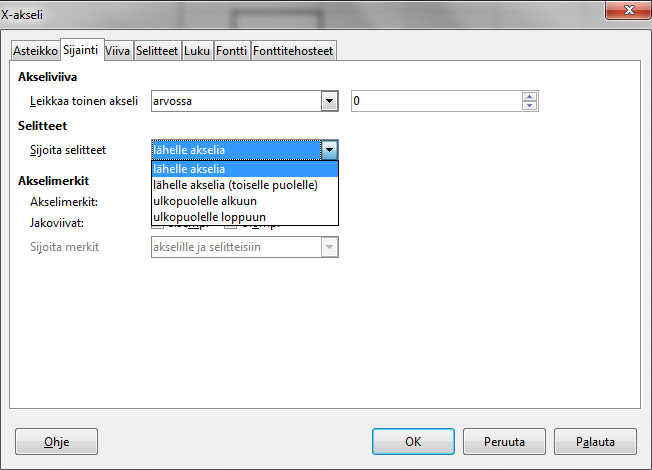 X-akseli
Asteikko Sijainti Viiva Selitteet Luku Fontti Fonttitehosteet
Akseliviiva
Leikkaa toinen akseli arvossa 0
Selitteet
Sijoita selitteet lähelle akselia
lähelle akselia
Akselimerkit lähelle akselia (toiselle puolelle)
Akselimerkit: ulkopuolelle alkuun
ulkopuolelle loppuun
Jakoviivat:
Sijoita merkit akselille ja selitteisiin
Ohje OK Peruuta Palauta